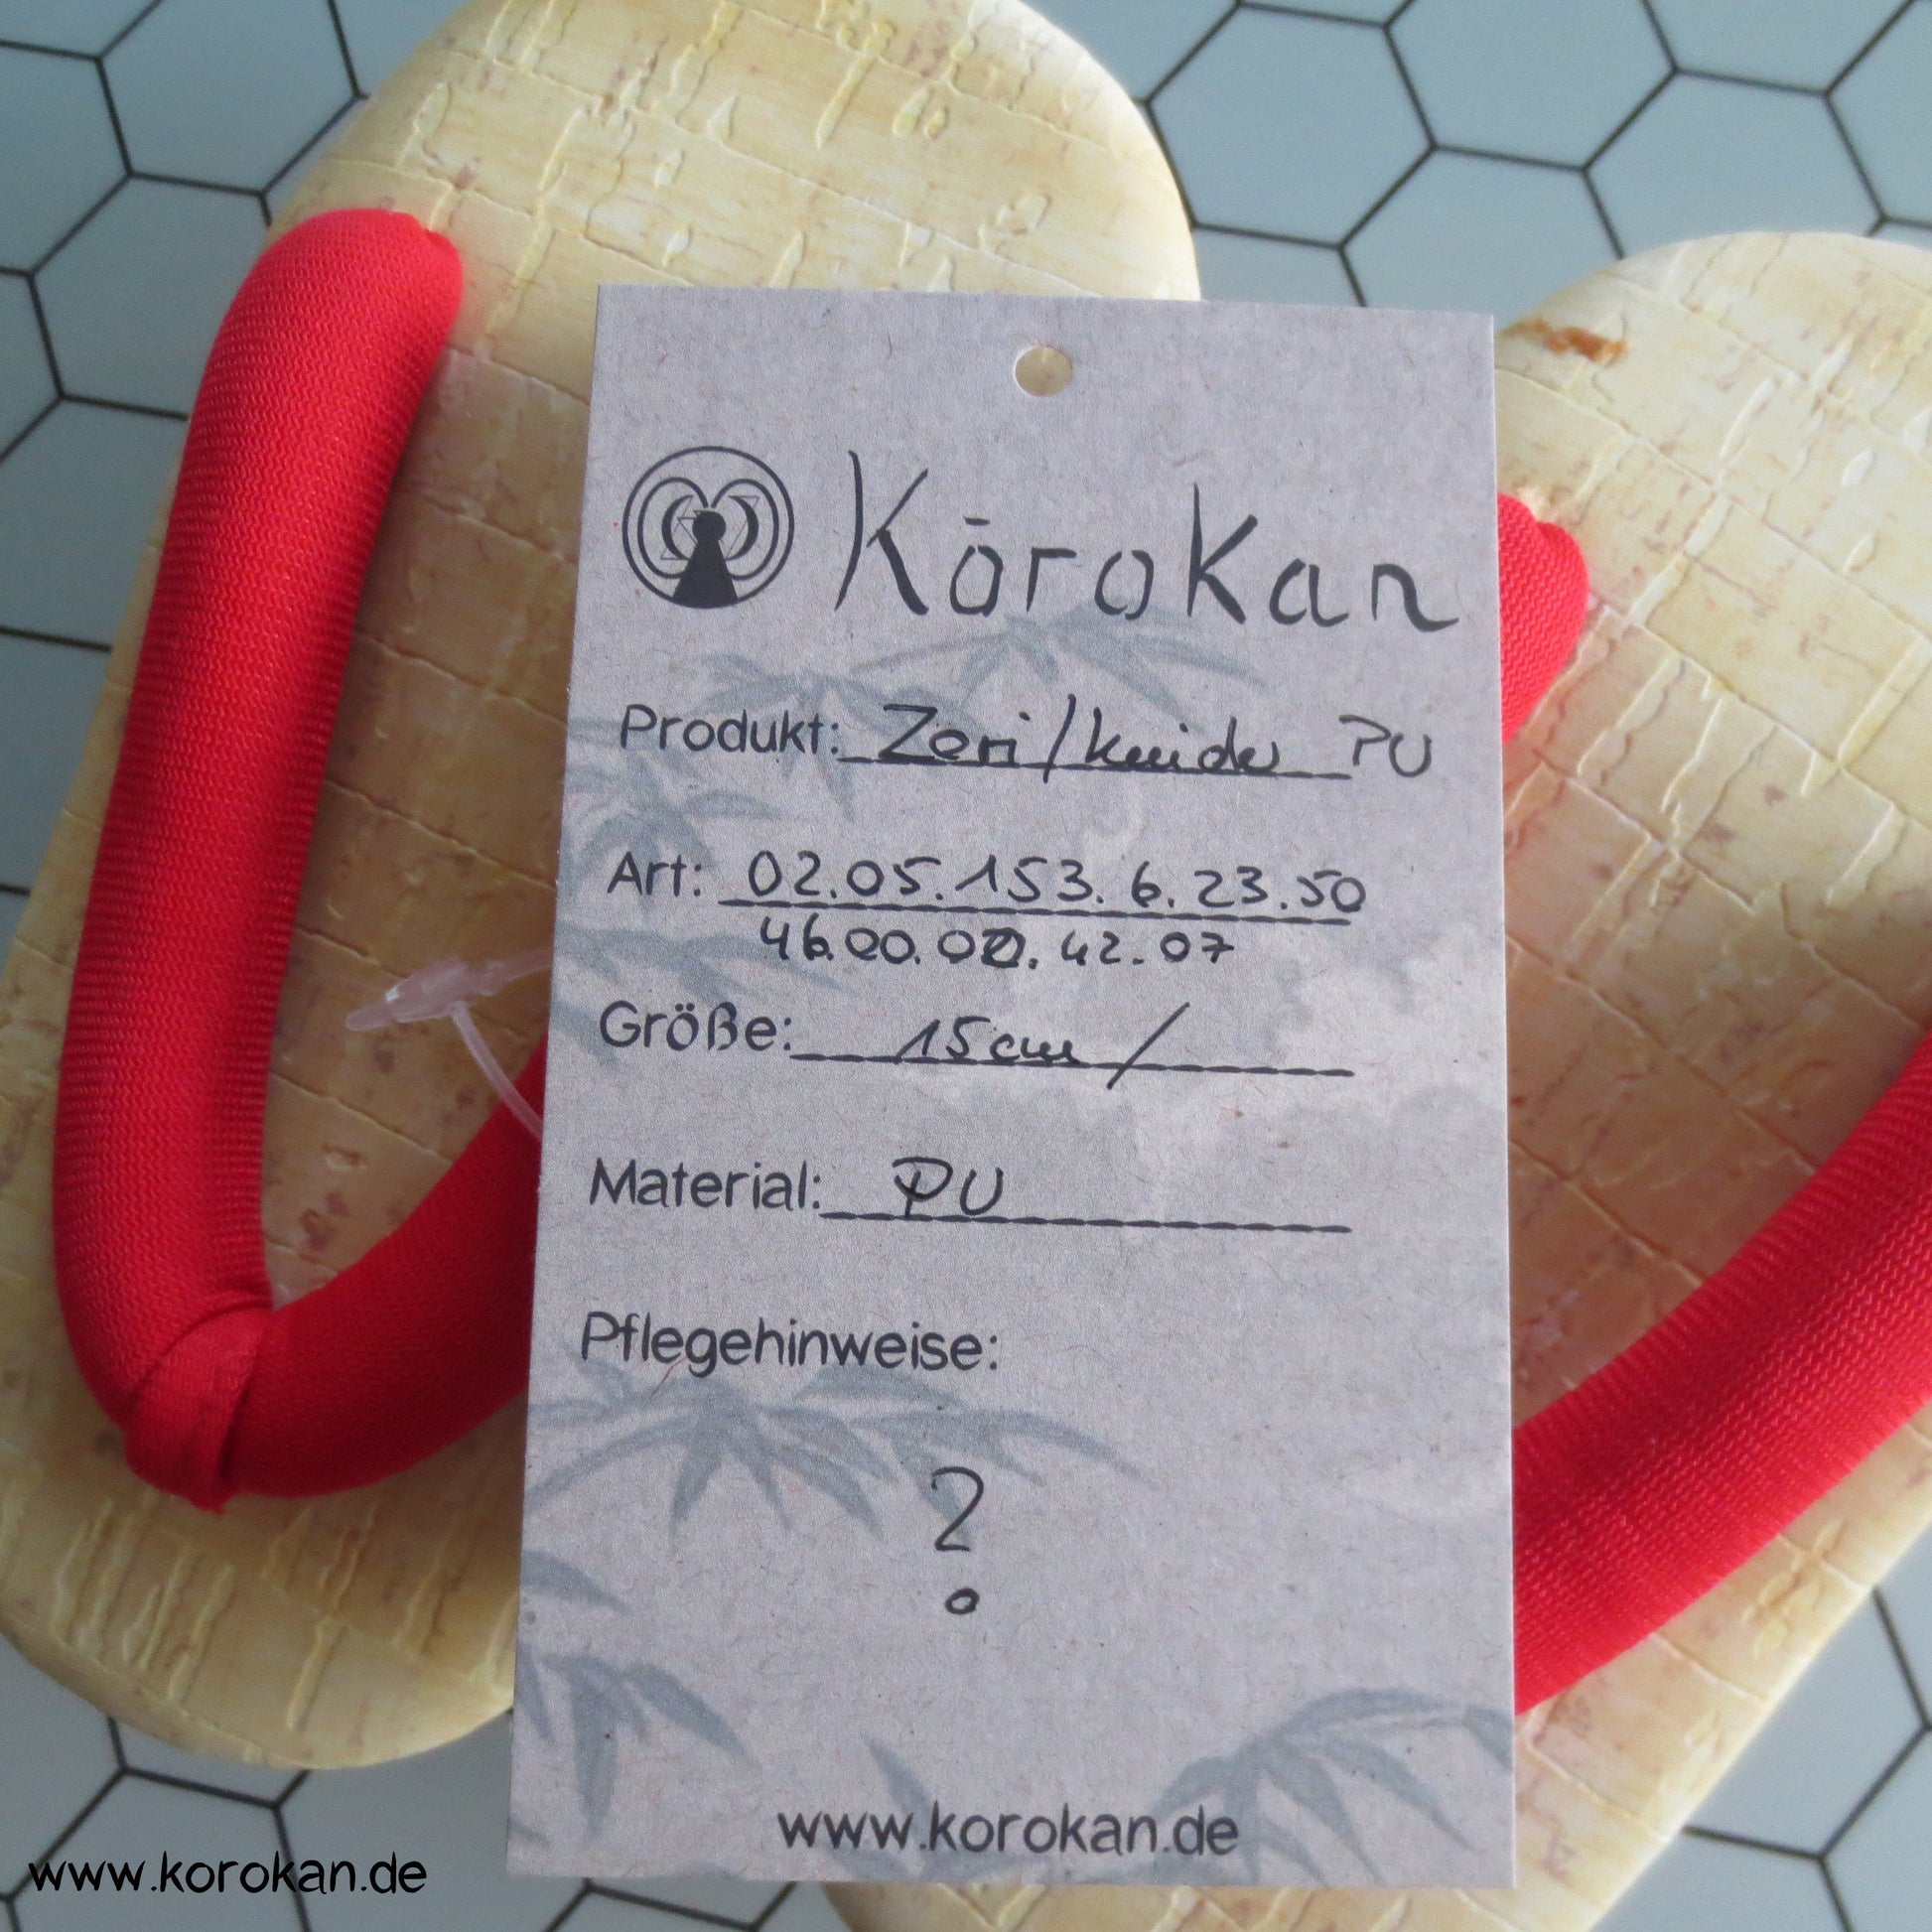 Kōrokan
Produkt: Zori/kinder PU
Art: 02.05.153.6.23.50
46.00.00.42.07
Größe: 15cm/
Material: PU
Pflegehinweise:
?
www.korokan.de
www.korokan.de